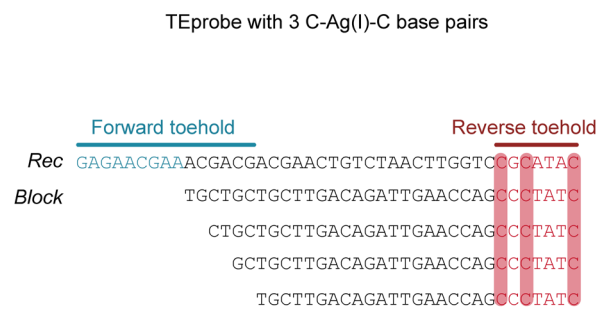 TEprobe with 3 C-Ag(I)-C base pairs
Forward toehold Reverse toehold
Rec GAGAACGAAACGACGACGAACTGTCTAACTTGGTCCGCATAC
Block TGCTGCTGCTTGACAGATTGAACCAGCCCTATC
CTGCTGCTTGACAGATTGAACCAGCCCTATC
GCTGCTTGACAGATTGAACCAGCCCTATC
TGCTTGACAGATTGAACCAGCCCTATC